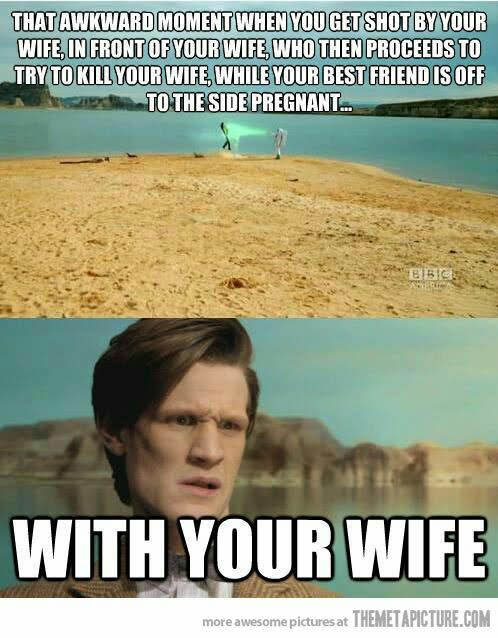 THAT AWKWARD MOMENT WHEN YOU GET SHOT BY YOUR
WIFE, IN FRONT OF YOUR WIFE, WHO THEN PROCEEDS TO
TRY TO KILL YOUR WIFE, WHILE YOUR BEST FRIEND IS OFF
TO THE SIDE PREGNANT...
BBC
AMERICA
WITH YOUR WIFE
more awesome pictures at THEMETAPICTURE.COM